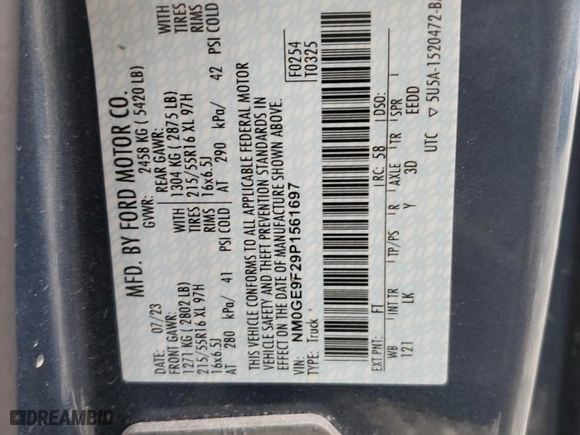 MFD. BY FORD MOTOR CO.
DATE: 07/23
GVWR: 2458 KG ( 5420 LB)
FRONT GAWR:
1271 KG ( 2802 LB)
WITH
TIRES
215/55R16 XL 97H
RIMS
16x6.5J
AT 280 kPa/ 41 PSI COLD
REAR GAWR:
1304 KG ( 2875 LB)
WITH
TIRES
215/55R16 XL 97H
RIMS
16x6.5J
AT 290 kPa/ 42 PSI COLD
THIS VEHICLE CONFORMS TO ALL APPLICABLE FEDERAL MOTOR
VEHICLE SAFETY AND THEFT PREVENTION STANDARDS IN
EFFECT ON THE DATE OF MANUFACTURE SHOWN ABOVE.
VIN: NM0GE9F29P1561697
TYPE: Truck
F0254
T0325
EXT PNT: FT RC: 58 DSO:
WB INT TR TP/PS R AXLE TR SPR
121 LK Y 3D EEDD
UTC ▽ 5U5A-1520472-B
DREAMBID